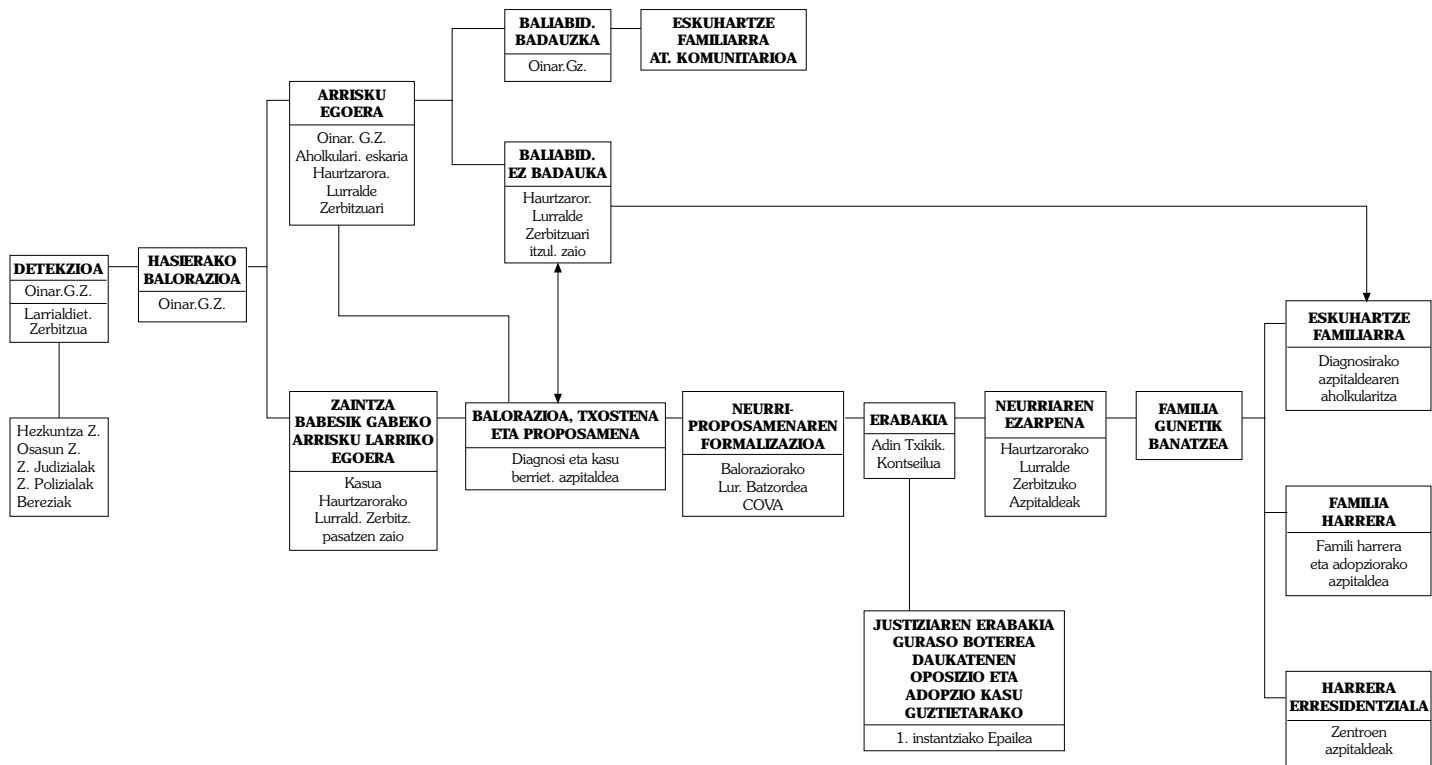 DETEKZIOA
Oinar.G.Z.
Larrialdiet.
Zerbitzua
Hezkuntza Z.
Osasun Z.
Z. Judizialak
Z. Polizialak
Bereziak
HASIERAKO
BALORAZIOA
Oinar.G.Z.
ARRISKU
EGOERA
Oinar. G.Z.
Aholkulari. eskaria
Haurtzarora.
Lurralde
Zerbitzuari
BALIABID.
BADAUZKA
Oinar.Gz.
ESKUHARTZE
FAMILIARRA
AT. KOMUNITARIOA
BALIABID.
EZ BADAUKA
Haurtzaror.
Lurralde
Zerbitzuari
itzul. zaio
ZAINTZA
BABESIK GABEKO
ARRISKU LARRIKO
EGOERA
Kasua
Haurtzarorako
Lurrald. Zerbitz.
pasatzen zaio
BALORAZIOA, TXOSTENA
ETA PROPOSAMENA
Diagnosi eta kasu
berriet. azpitaldea
NEURRI-
PROPOSAMENAREN
FORMALIZAZIOA
Baloraziorako
Lur. Batzordea
COVA
ERABAKIA
Adin Txikik.
Kontseilua
JUSTIZIAREN ERABAKIA
GURASO BOTEREA
DAUKATENEN
OPOSIZIO ETA
ADOPZIO KASU
GUZTIETARAKO
1. instantziako Epailea
NEURRIAREN
EZARPENA
Haurtzarorako
Lurralde
Zerbitzuko
Azpitaldeak
FAMILIA
GUNETIK
BANATZEA
ESKUHARTZE
FAMILIARRA
Diagnosirako
azpitaldearen
aholkularitza
FAMILIA
HARRERA
Famili harrera
eta adopziorako
azpitaldea
HARRERA
ERRESIDENTZIALA
Zentroen
azpitaldeak